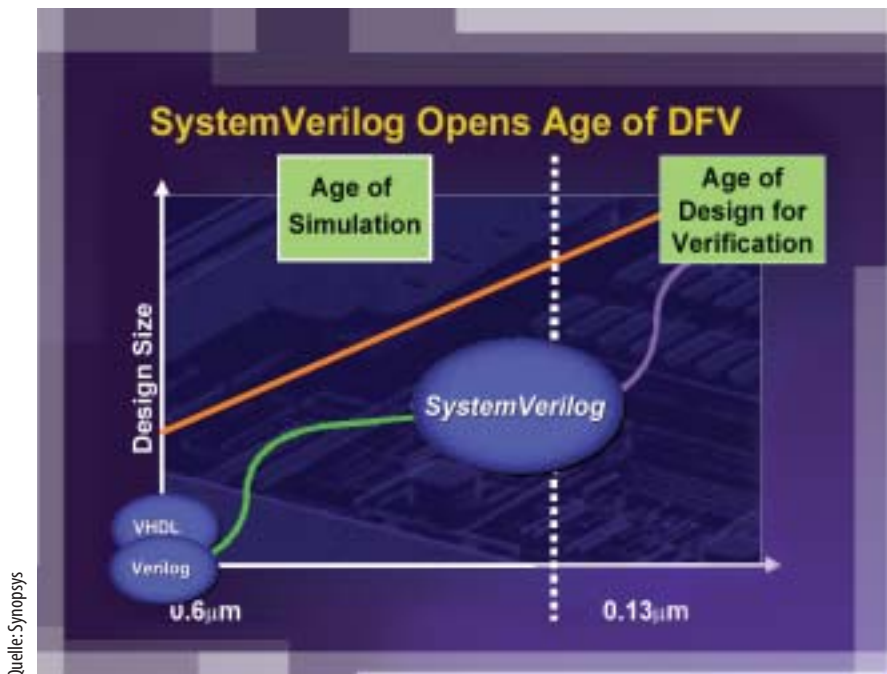 SystemVerilog Opens Age of DFV
Age of
Simulation
Age of
Design for
Verification
Design Size
SystemVerilog
VHDL
Verilog
0.6μm
0.13μm
Quelle: Synopsys